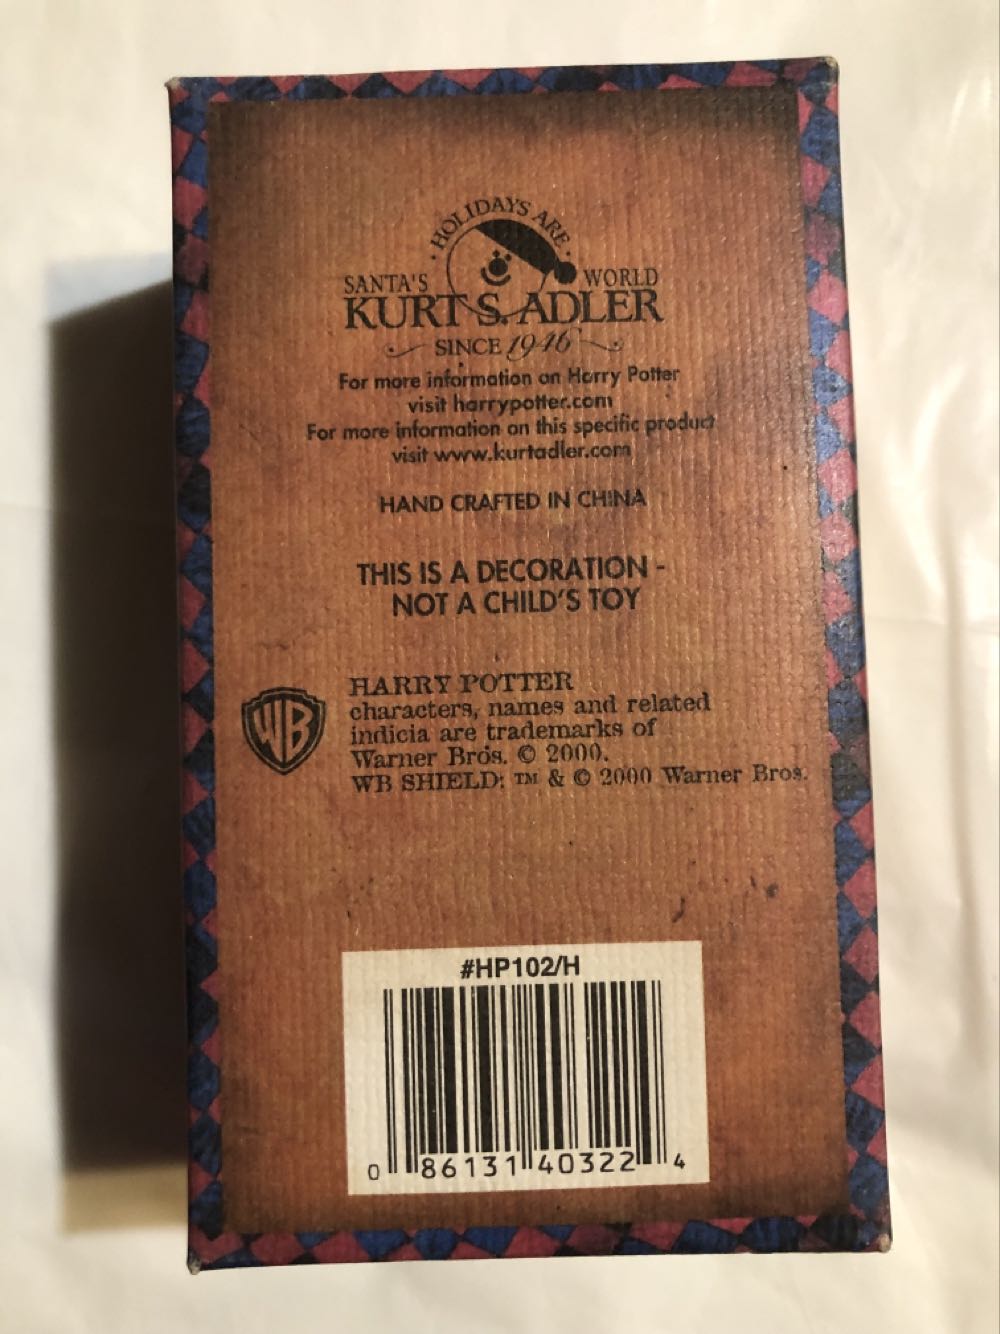 HOLIDAYS ARE
SANTA'S WORLD
KURT S. ADLER
SINCE 1946
For more information on Harry Potter
visit harrypotter.com
For more information on this specific product
visit www.kurtadler.com
HAND CRAFTED IN CHINA
THIS IS A DECORATION -
NOT A CHILD'S TOY
WB
HARRY POTTER
characters, names and related
indicia are trademarks of
Warner Bros. © 2000.
WB SHIELD: ™ & © 2000 Warner Bros.
#HP102/H
0 86131 40322 4